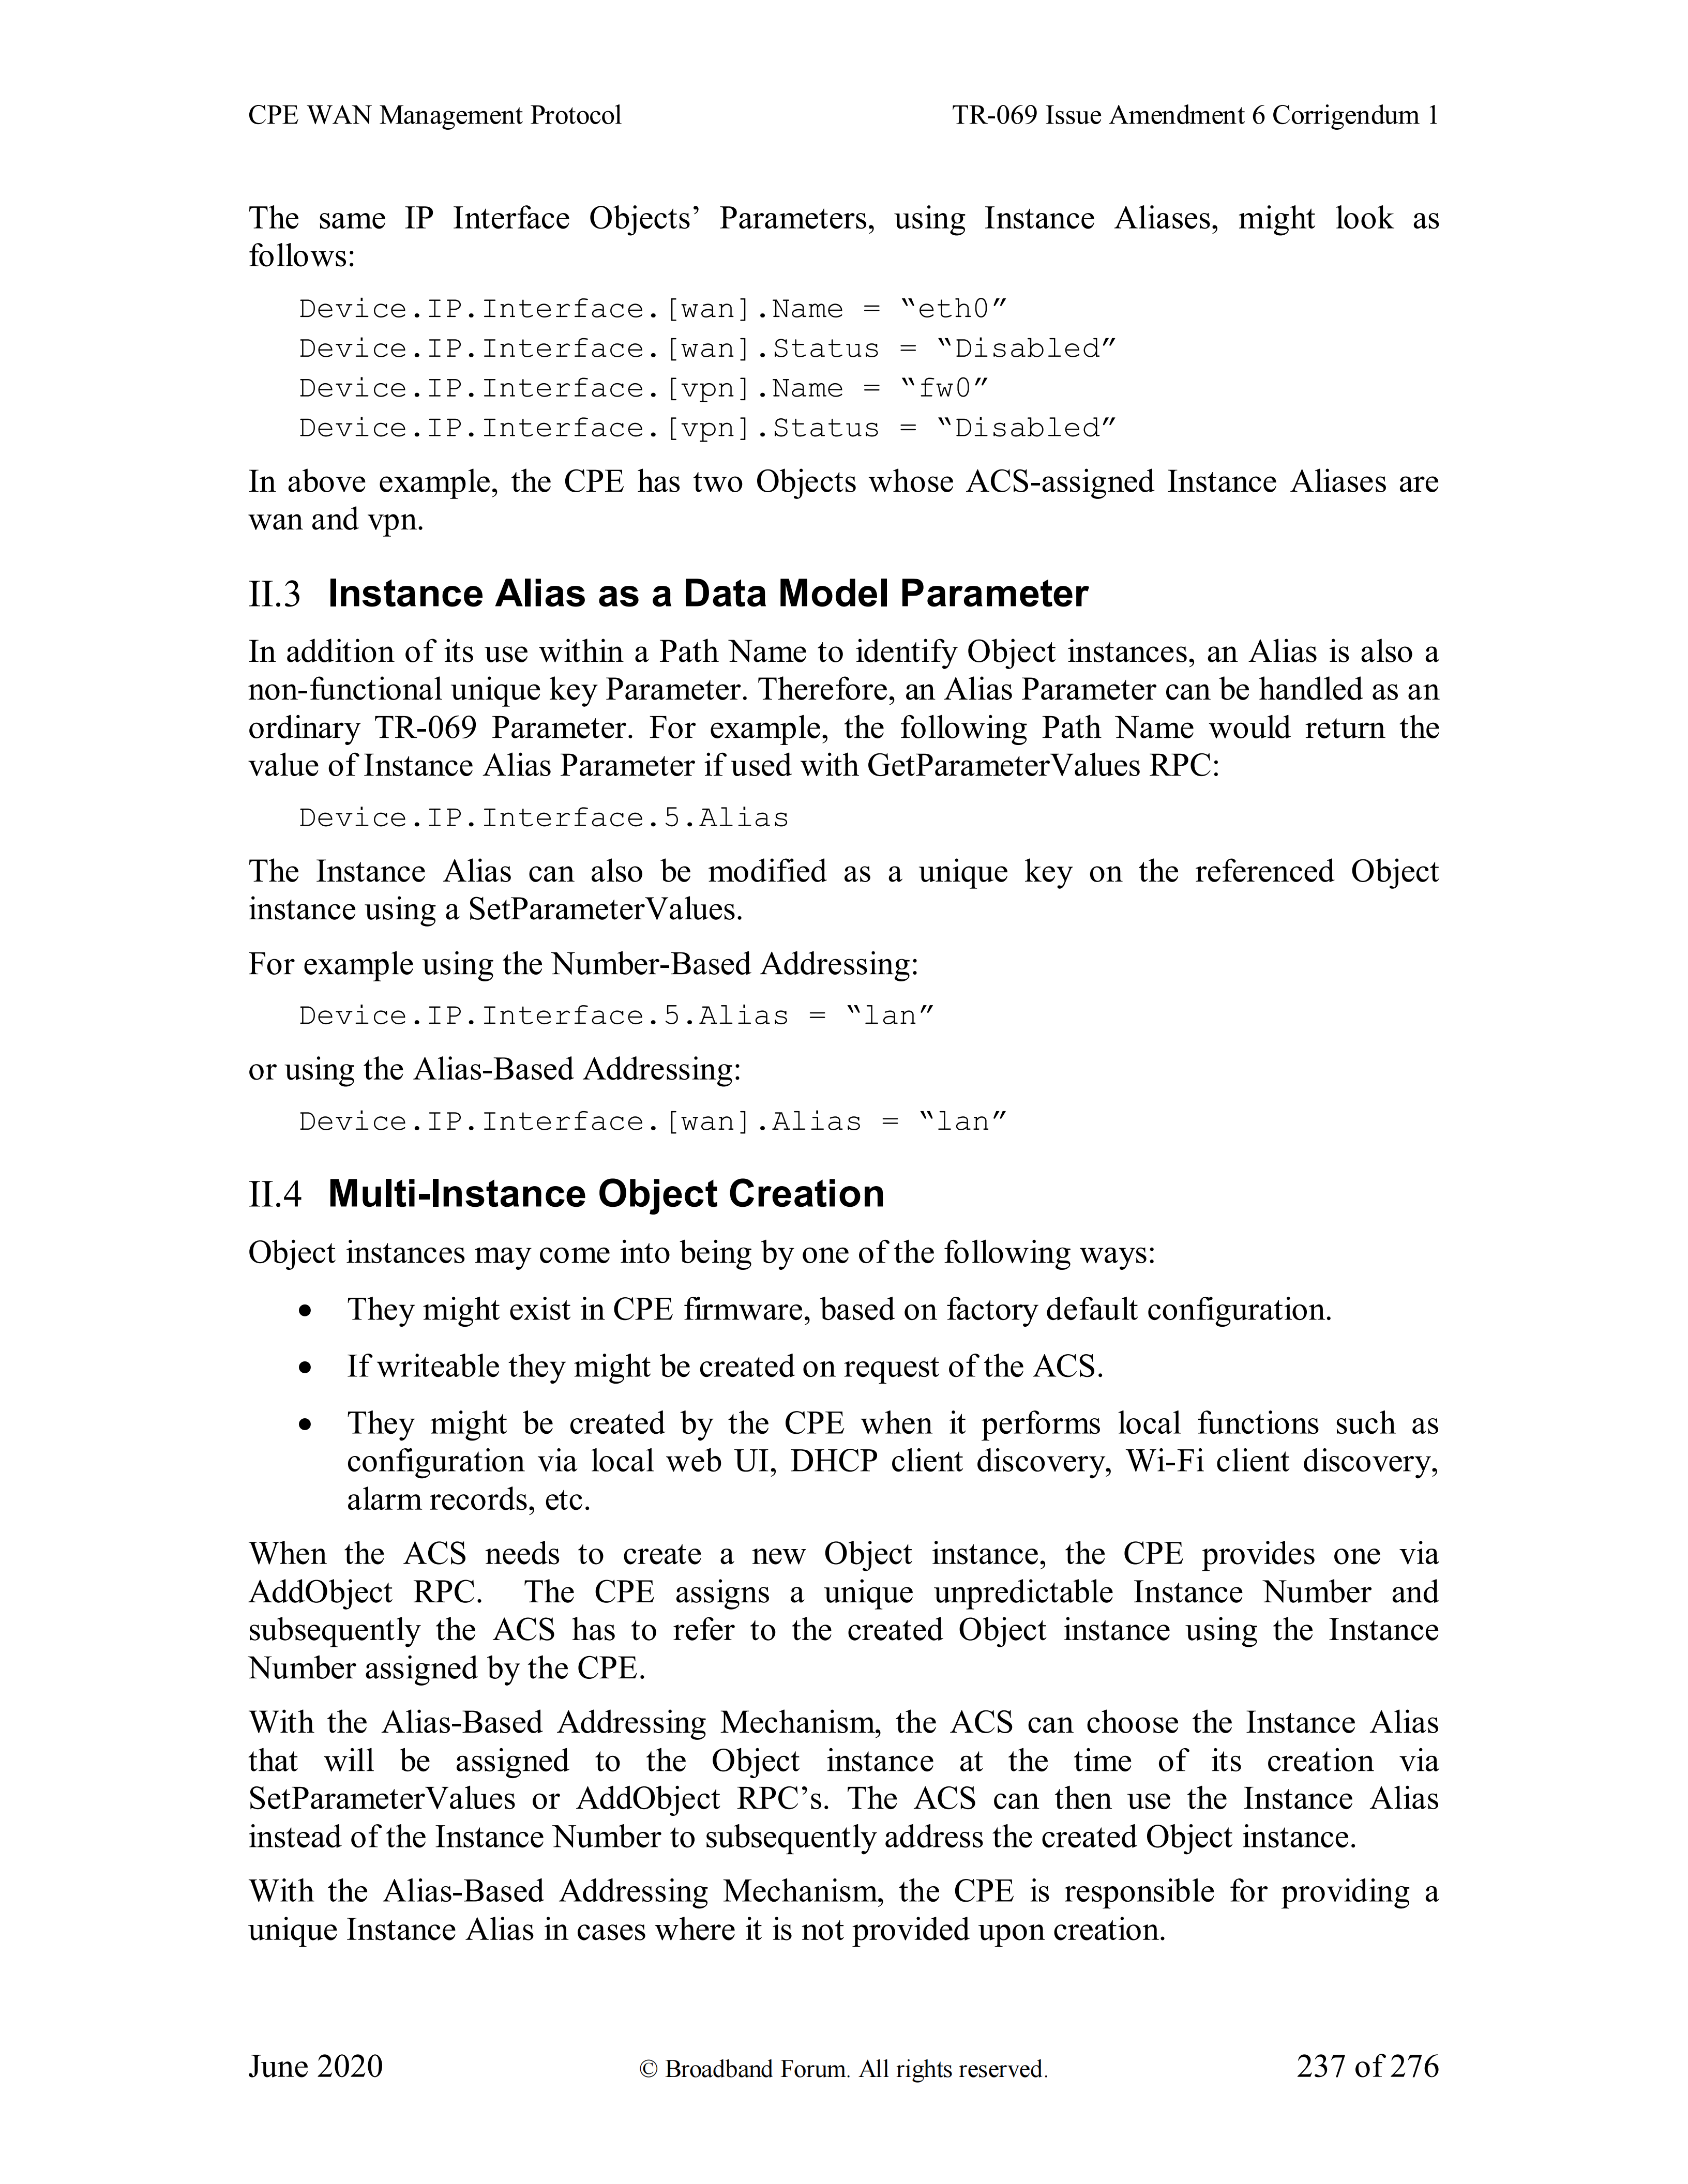 CPE WAN Management Protocol TR-069 Issue Amendment 6 Corrigendum 1
The same IP Interface Objects’ Parameters, using Instance Aliases, might look as
follows:
Device.IP.Interface.[wan].Name = “eth0”
Device.IP.Interface.[wan].Status = “Disabled”
Device.IP.Interface.[vpn].Name = “fw0”
Device.IP.Interface.[vpn].Status = “Disabled”
In above example, the CPE has two Objects whose ACS-assigned Instance Aliases are
wan and vpn.
II.3 Instance Alias as a Data Model Parameter
In addition of its use within a Path Name to identify Object instances, an Alias is also a
non-functional unique key Parameter. Therefore, an Alias Parameter can be handled as an
ordinary TR-069 Parameter. For example, the following Path Name would return the
value of Instance Alias Parameter if used with GetParameterValues RPC:
Device.IP.Interface.5.Alias
The Instance Alias can also be modified as a unique key on the referenced Object
instance using a SetParameterValues.
For example using the Number-Based Addressing:
Device.IP.Interface.5.Alias = “lan”
or using the Alias-Based Addressing:
Device.IP.Interface.[wan].Alias = “lan”
II.4 Multi-Instance Object Creation
Object instances may come into being by one of the following ways:
• They might exist in CPE firmware, based on factory default configuration.
• If writeable they might be created on request of the ACS.
• They might be created by the CPE when it performs local functions such as
configuration via local web UI, DHCP client discovery, Wi-Fi client discovery,
alarm records, etc.
When the ACS needs to create a new Object instance, the CPE provides one via
AddObject RPC. The CPE assigns a unique unpredictable Instance Number and
subsequently the ACS has to refer to the created Object instance using the Instance
Number assigned by the CPE.
With the Alias-Based Addressing Mechanism, the ACS can choose the Instance Alias
that will be assigned to the Object instance at the time of its creation via
SetParameterValues or AddObject RPC’s. The ACS can then use the Instance Alias
instead of the Instance Number to subsequently address the created Object instance.
With the Alias-Based Addressing Mechanism, the CPE is responsible for providing a
unique Instance Alias in cases where it is not provided upon creation.
June 2020 © Broadband Forum. All rights reserved. 237 of 276